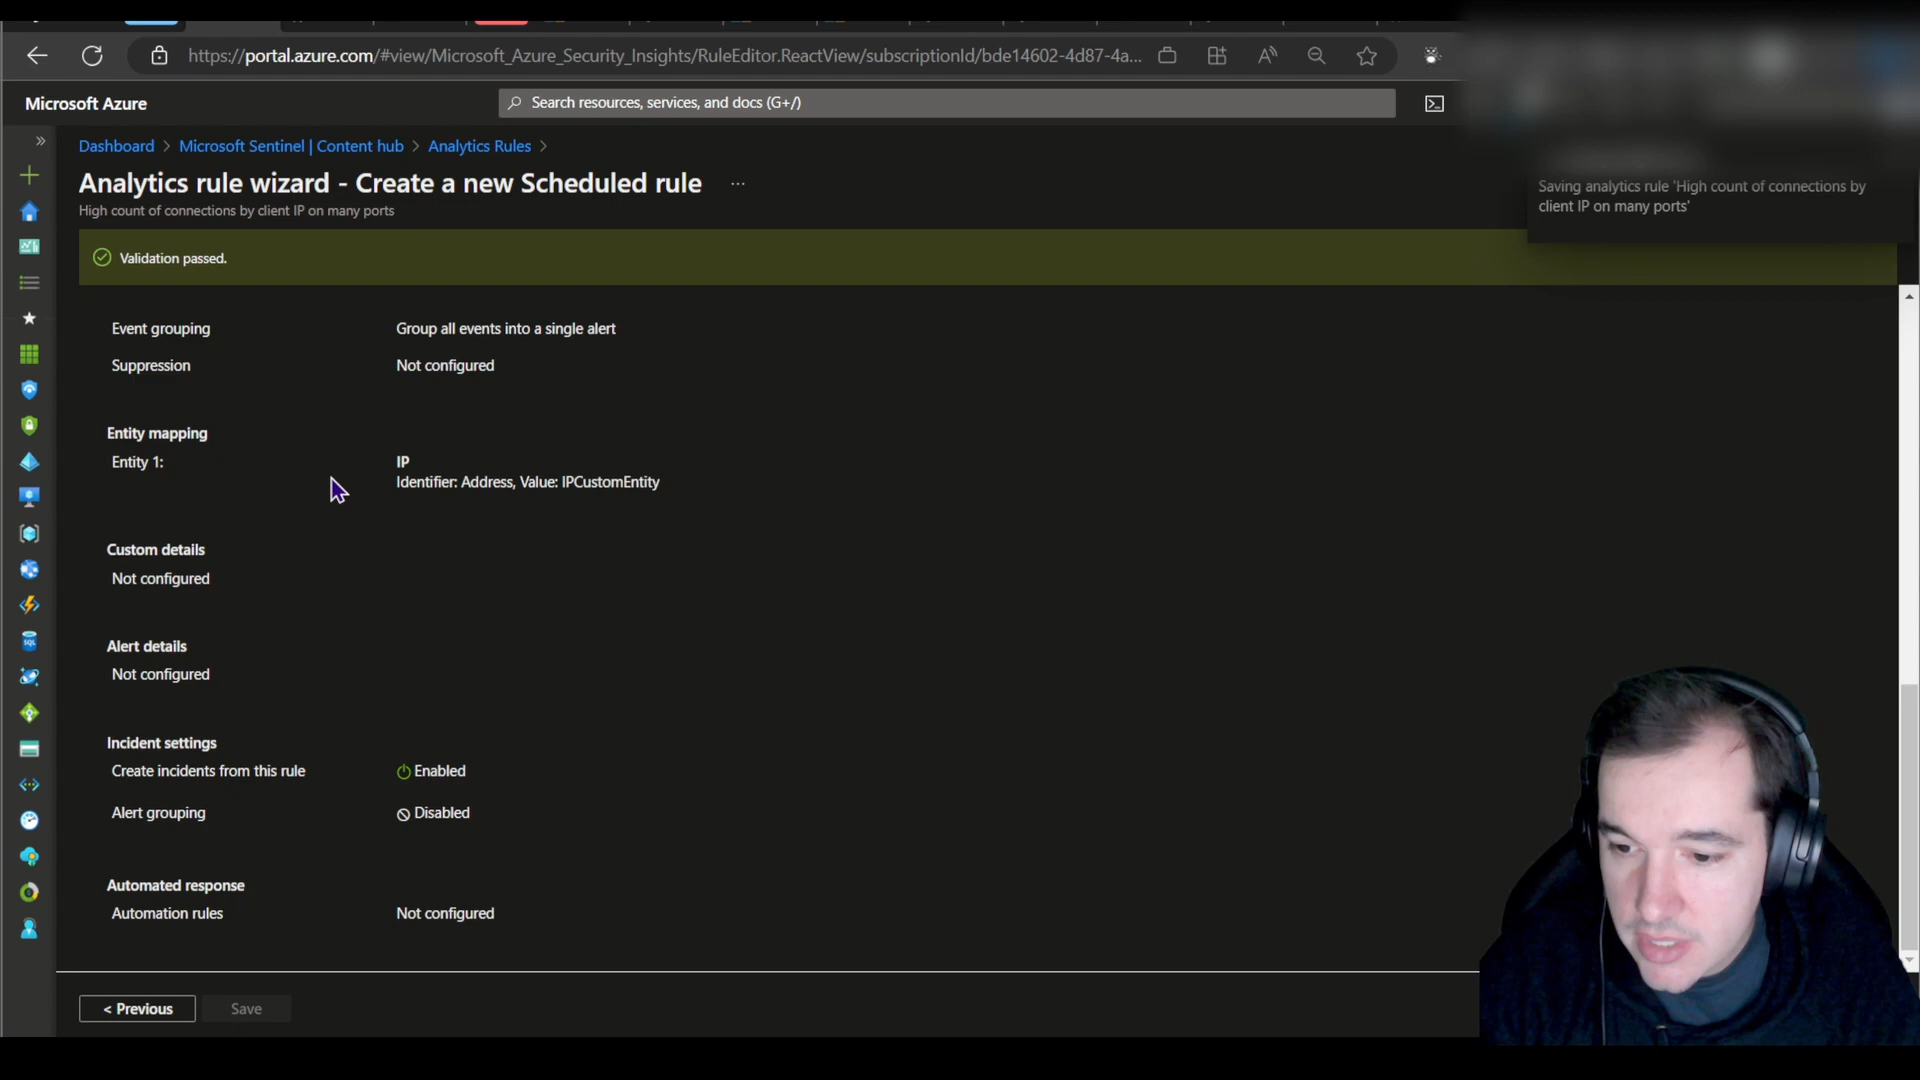 https://portal.azure.com/#view/Microsoft_Azure_Security_Insights/RuleEditor.ReactView/subscriptionId/bde14602-4d87-4a...
Microsoft Azure
Search resources, services, and docs (G+/)
Dashboard > Microsoft Sentinel | Content hub > Analytics Rules >
Analytics rule wizard - Create a new Scheduled rule ...
High count of connections by client IP on many ports
Saving analytics rule 'High count of connections by
client IP on many ports'
Validation passed.
Event grouping Group all events into a single alert
Suppression Not configured
Entity mapping
Entity 1: IP
Identifier: Address, Value: IPCustomEntity
Custom details
Not configured
Alert details
Not configured
Incident settings
Create incidents from this rule Enabled
Alert grouping Disabled
Automated response
Automation rules Not configured
< Previous Save